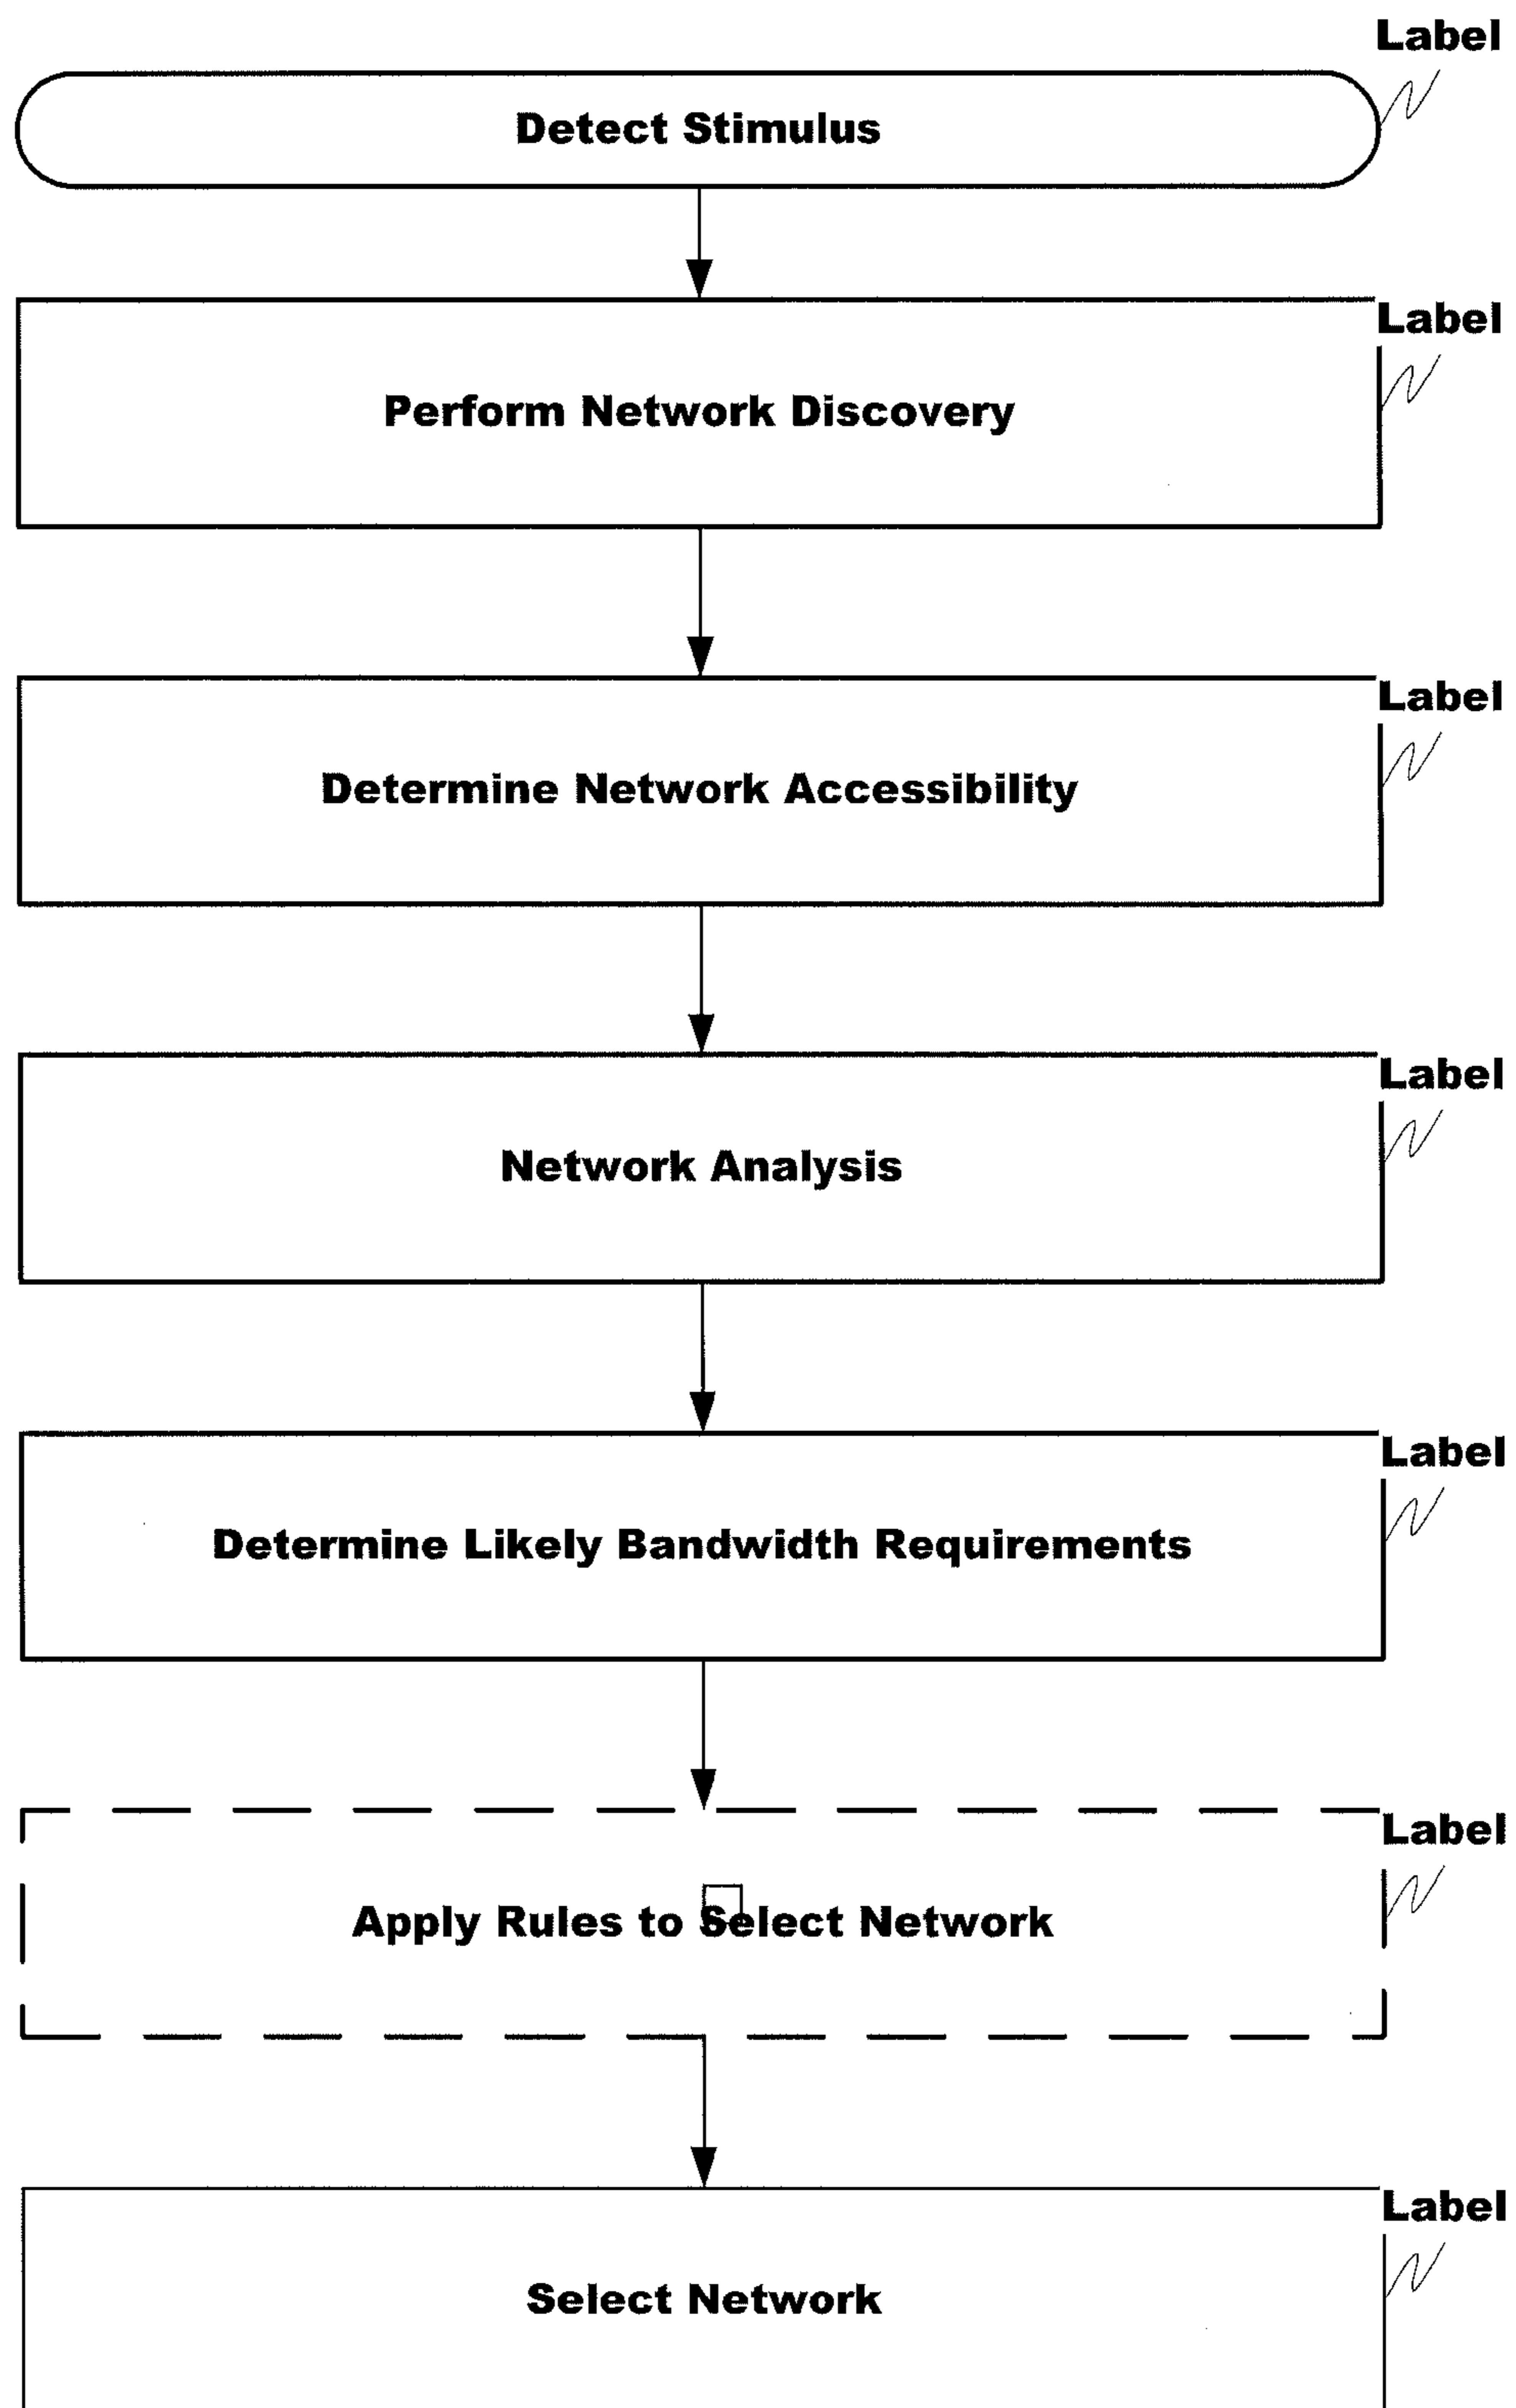 Label
Detect Stimulus
Label
Perform Network Discovery
Label
Determine Network Accessibility
Label
Network Analysis
Label
Determine Likely Bandwidth Requirements
Label
Apply Rules to Select Network
Label
Select Network